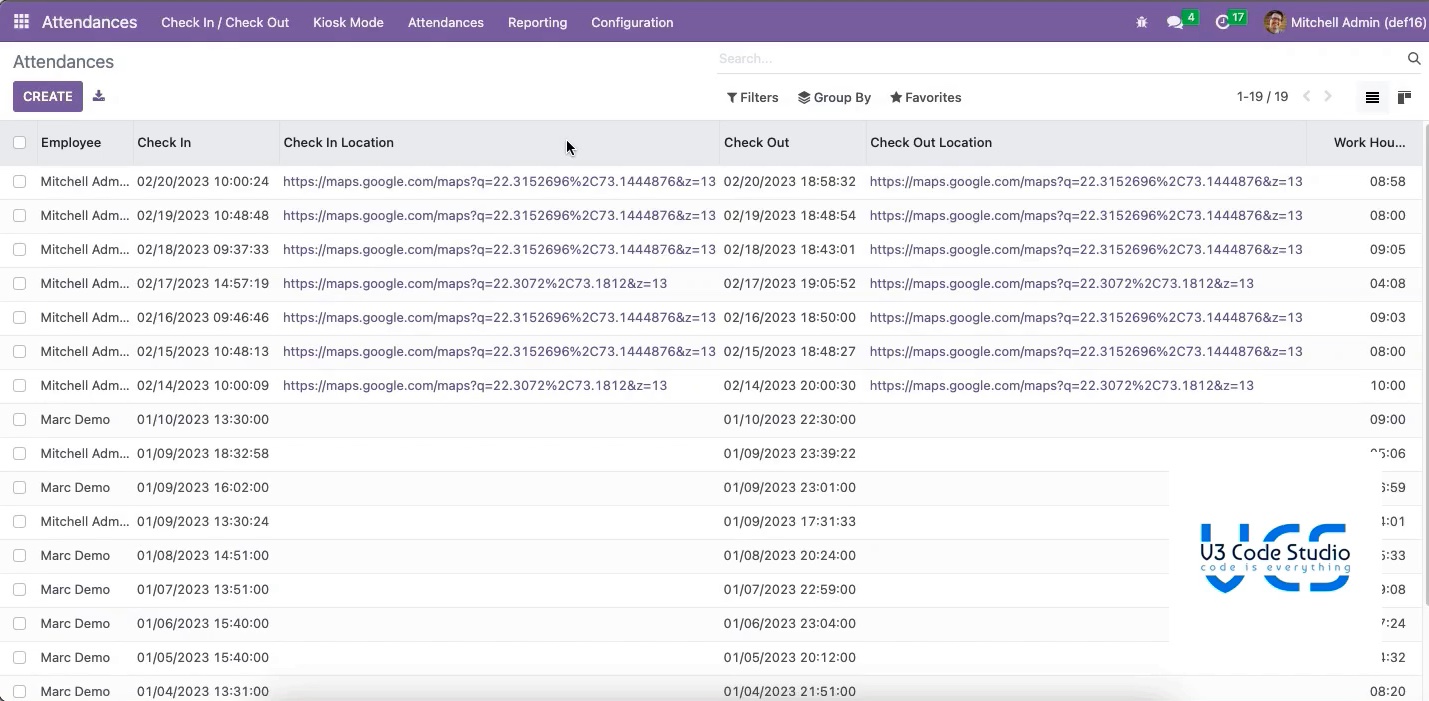 Attendances Check In / Check Out Kiosk Mode Attendances Reporting Configuration 4 17 Mitchell Admin (def16)
Attendances Search...
CREATE Filters Group By Favorites 1-19 / 19
Employee Check In Check In Location Check Out Check Out Location Work Hou...
Mitchell Adm... 02/20/2023 10:00:24 https://maps.google.com/maps?q=22.3152696%2C73.1444876&z=13 02/20/2023 18:58:32 https://maps.google.com/maps?q=22.3152696%2C73.1444876&z=13 08:58
Mitchell Adm... 02/19/2023 10:48:48 https://maps.google.com/maps?q=22.3152696%2C73.1444876&z=13 02/19/2023 18:48:54 https://maps.google.com/maps?q=22.3152696%2C73.1444876&z=13 08:00
Mitchell Adm... 02/18/2023 09:37:33 https://maps.google.com/maps?q=22.3152696%2C73.1444876&z=13 02/18/2023 18:43:01 https://maps.google.com/maps?q=22.3152696%2C73.1444876&z=13 09:05
Mitchell Adm... 02/17/2023 14:57:19 https://maps.google.com/maps?q=22.3072%2C73.1812&z=13 02/17/2023 19:05:52 https://maps.google.com/maps?q=22.3072%2C73.1812&z=13 04:08
Mitchell Adm... 02/16/2023 09:46:46 https://maps.google.com/maps?q=22.3152696%2C73.1444876&z=13 02/16/2023 18:50:00 https://maps.google.com/maps?q=22.3152696%2C73.1444876&z=13 09:03
Mitchell Adm... 02/15/2023 10:48:13 https://maps.google.com/maps?q=22.3152696%2C73.1444876&z=13 02/15/2023 18:48:27 https://maps.google.com/maps?q=22.3152696%2C73.1444876&z=13 08:00
Mitchell Adm... 02/14/2023 10:00:09 https://maps.google.com/maps?q=22.3072%2C73.1812&z=13 02/14/2023 20:00:30 https://maps.google.com/maps?q=22.3072%2C73.1812&z=13 10:00
Marc Demo 01/10/2023 13:30:00 01/10/2023 22:30:00 09:00
Mitchell Adm... 01/09/2023 18:32:58 01/09/2023 23:39:22 5:06
Marc Demo 01/09/2023 16:02:00 01/09/2023 23:01:00 :59
Mitchell Adm... 01/09/2023 13:30:24 01/09/2023 17:31:33 :01
Marc Demo 01/08/2023 14:51:00 01/08/2023 20:24:00 :33
Marc Demo 01/07/2023 13:51:00 01/07/2023 22:59:00 :08
Marc Demo 01/06/2023 15:40:00 01/06/2023 23:04:00 :24
Marc Demo 01/05/2023 15:40:00 01/05/2023 20:12:00 :32
Marc Demo 01/04/2023 13:31:00 01/04/2023 21:51:00 08:20
VCS
V3 Code Studio
code is everything